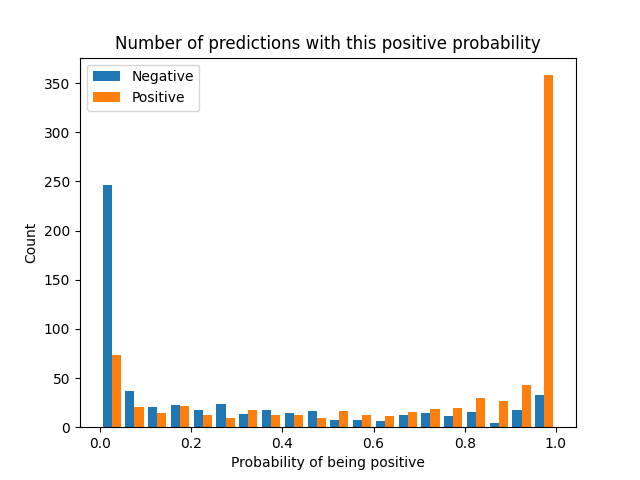 Number of predictions with this positive probability
Negative
Positive
350
300
250
200
150
100
50
0
Count
0.0 0.2 0.4 0.6 0.8 1.0
Probability of being positive